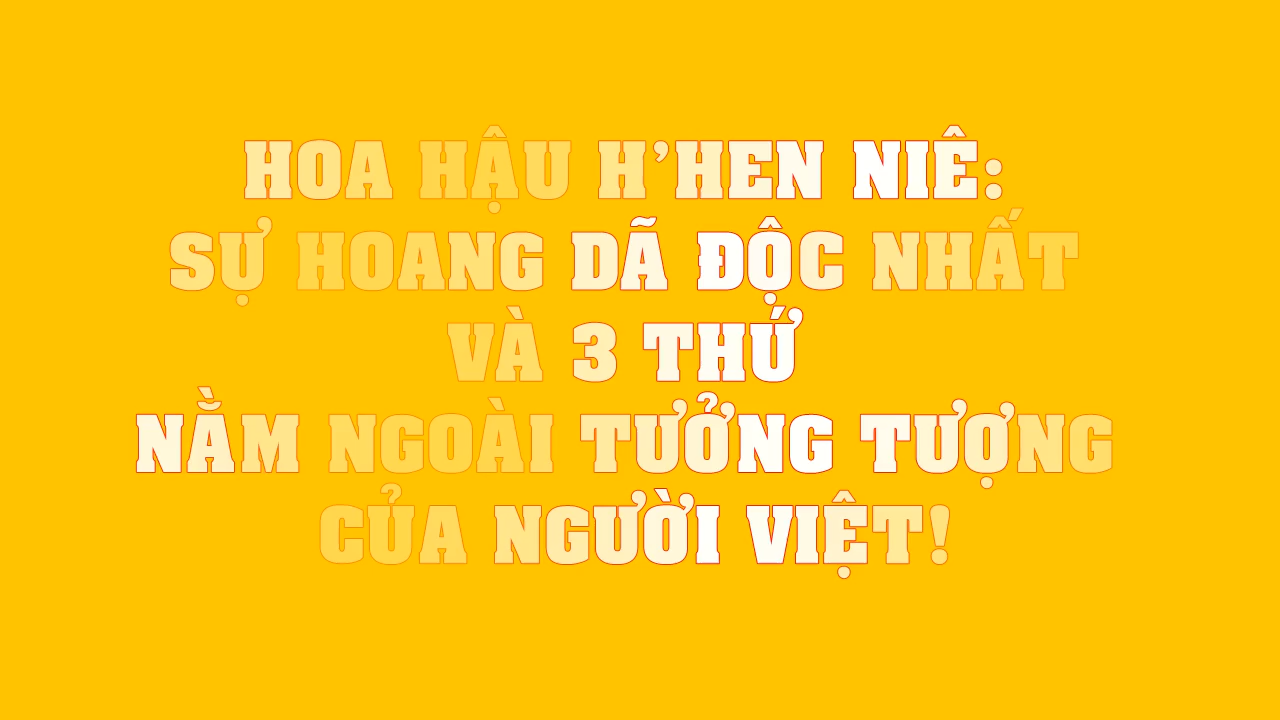 HOA HẬU H’HEN NIÊ:
SỰ HOANG DÃ ĐỘC NHẤT
VÀ 3 THỨ
NẰM NGOÀI TƯỞNG TƯỢNG
CỦA NGƯỜI VIỆT!